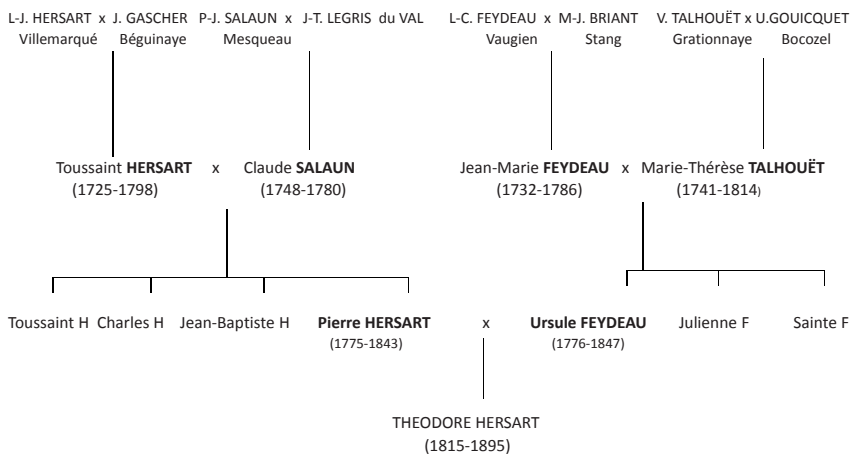 L-J. HERSART x J. GASCHER P-J. SALAUN x J-T. LEGRIS du VAL L-C. FEYDEAU x M-J. BRIANT V. TALHOUËT x U.GOUICQUET
Villemarqué Béguinaye Mesqueau Vaugien Stang Grationnaye Bocozel
Toussaint HERSART x Claude SALAUN Jean-Marie FEYDEAU x Marie-Thérèse TALHOUËT
(1725-1798) (1748-1780) (1732-1786) (1741-1814)
Toussaint H Charles H Jean-Baptiste H Pierre HERSART x Ursule FEYDEAU Julienne F Sainte F
(1775-1843) (1776-1847)
THEODORE HERSART
(1815-1895)